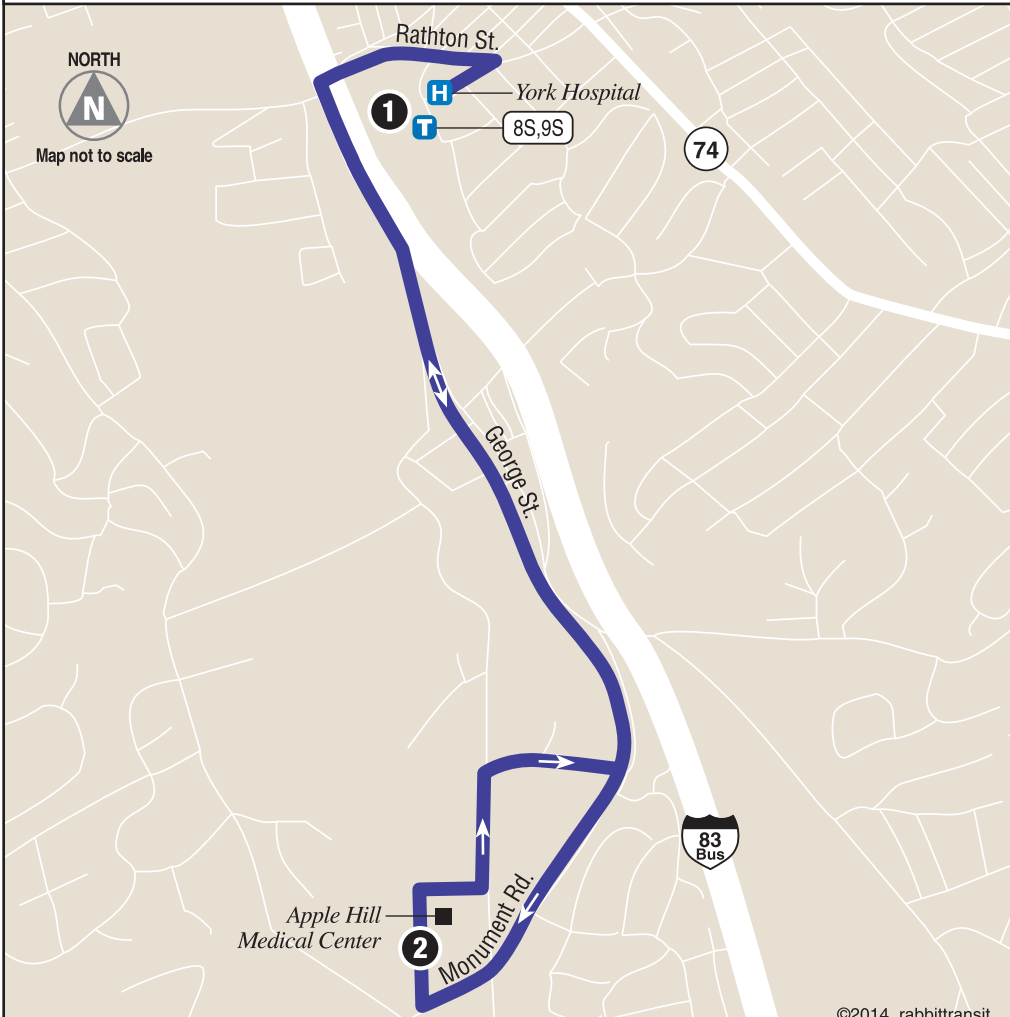 NORTH
N
Map not to scale
Rathton St.
H
York Hospital
1
T
8S,9S
74
George St.
83
Bus
Apple Hill
Medical Center
2
Monument Rd.
©2014 rabbittransit